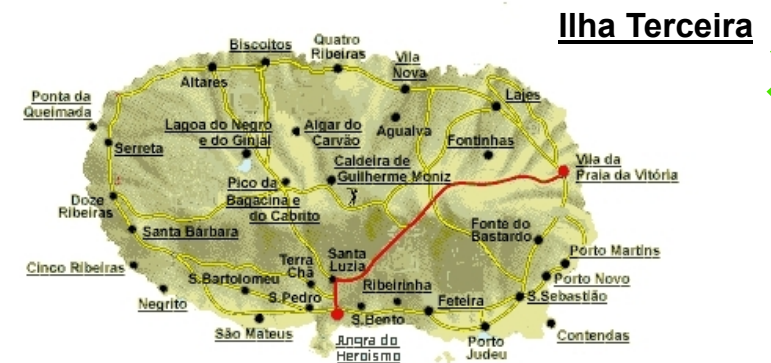 Ilha Terceira
Biscoitos
Quatro
Ribeiras
Vila
Nova
Altares
Lajes
Ponta da
Queimada
Lagoa do Negro
e do Ginjal
Algar do
Carvão
Agualva
Fontinhas
Serreta
Caldeira de
Guilherme Moniz
Vila da
Praia da Vitória
Pico da
Bagacina e
do Cabrito
Doze
Ribeiras
Santa Bárbara
Fonte do
Bastardo
Porto Martins
Cinco Ribeiras
Terra
Chã
Santa
Luzia
S.Bartolomeu
Ribeirinha
Porto Novo
Negrito
S.Pedro
Feteira
S.Sebastião
São Mateus
S.Bento
Angra do
Heroismo
Porto
Judeu
Contendas